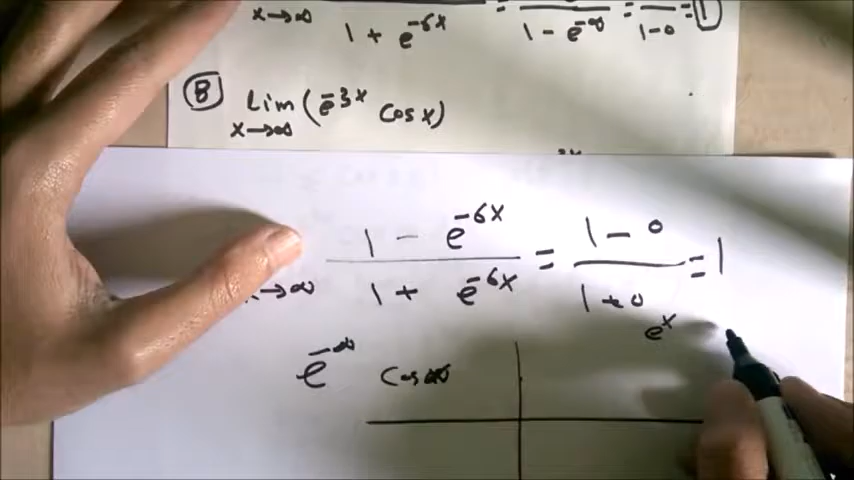 x→∞ 1 + e^-6x = 1 - e^-∞ = 1-0 = 1
8 Lim (e^-3x cosx)
x→∞
1 - e^-6x = 1 - 0 = 1
x→∞ 1 + e^-6x 1 + 0
e^x
e^-∞ cos∞